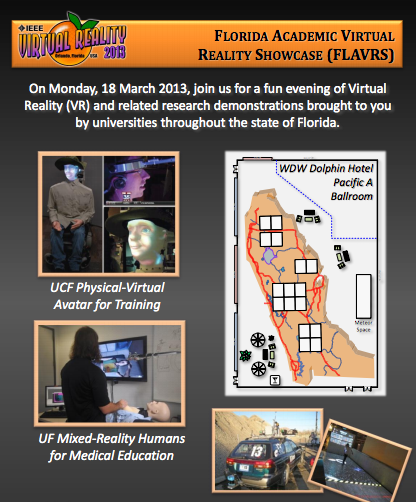 IEEE
VIRTUAL REALITY
Orlando, Florida, USA
2013
FLORIDA ACADEMIC VIRTUAL
REALITY SHOWCASE (FLAVRS)
On Monday, 18 March 2013, join us for a fun evening of Virtual
Reality (VR) and related research demonstrations brought to you
by universities throughout the state of Florida.
WDW Dolphin Hotel
Pacific A
Ballroom
Meteor
Space
UCF Physical-Virtual
Avatar for Training
UF Mixed-Reality Humans
for Medical Education
13